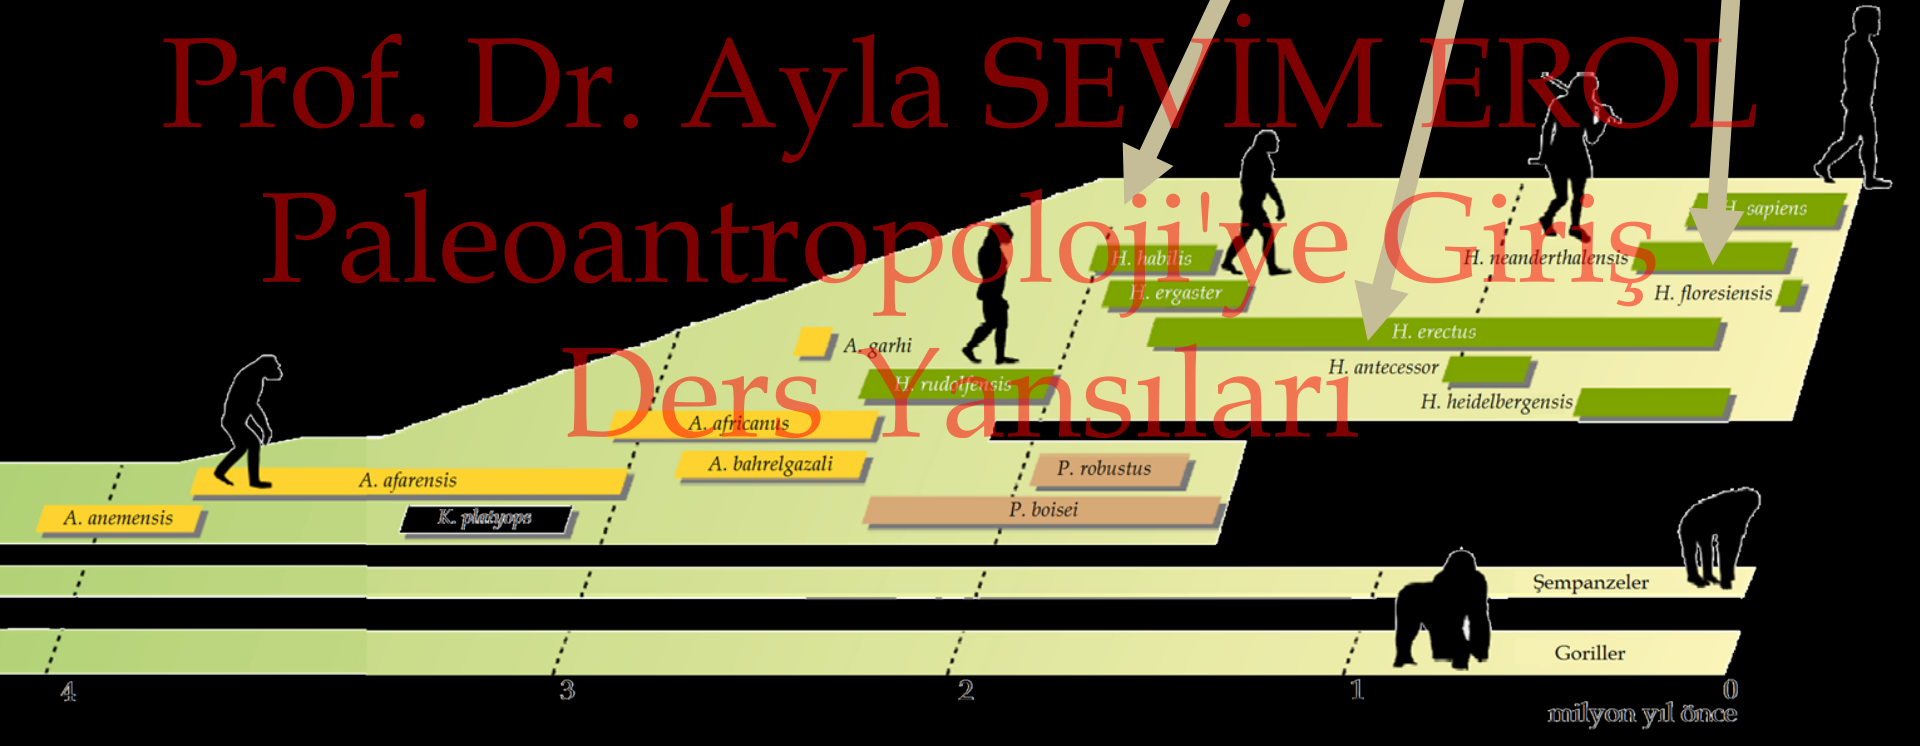 Prof. Dr. Ayla SEVİM EROL
Paleoantropoloji'ye Giriş
Ders Yansıları
H. sapiens
H. habilis
H. neanderthalensis
H. ergaster
H. floresiensis
H. erectus
A. garhi
H. antecessor
H. rudolfensis
H. heidelbergensis
A. africanus
A. bahrelgazali
P. robustus
A. afarensis
P. boisei
A. anemensis
K. platyops
Şempanzeler
Goriller
4 3 2 1 0
milyon yıl önce